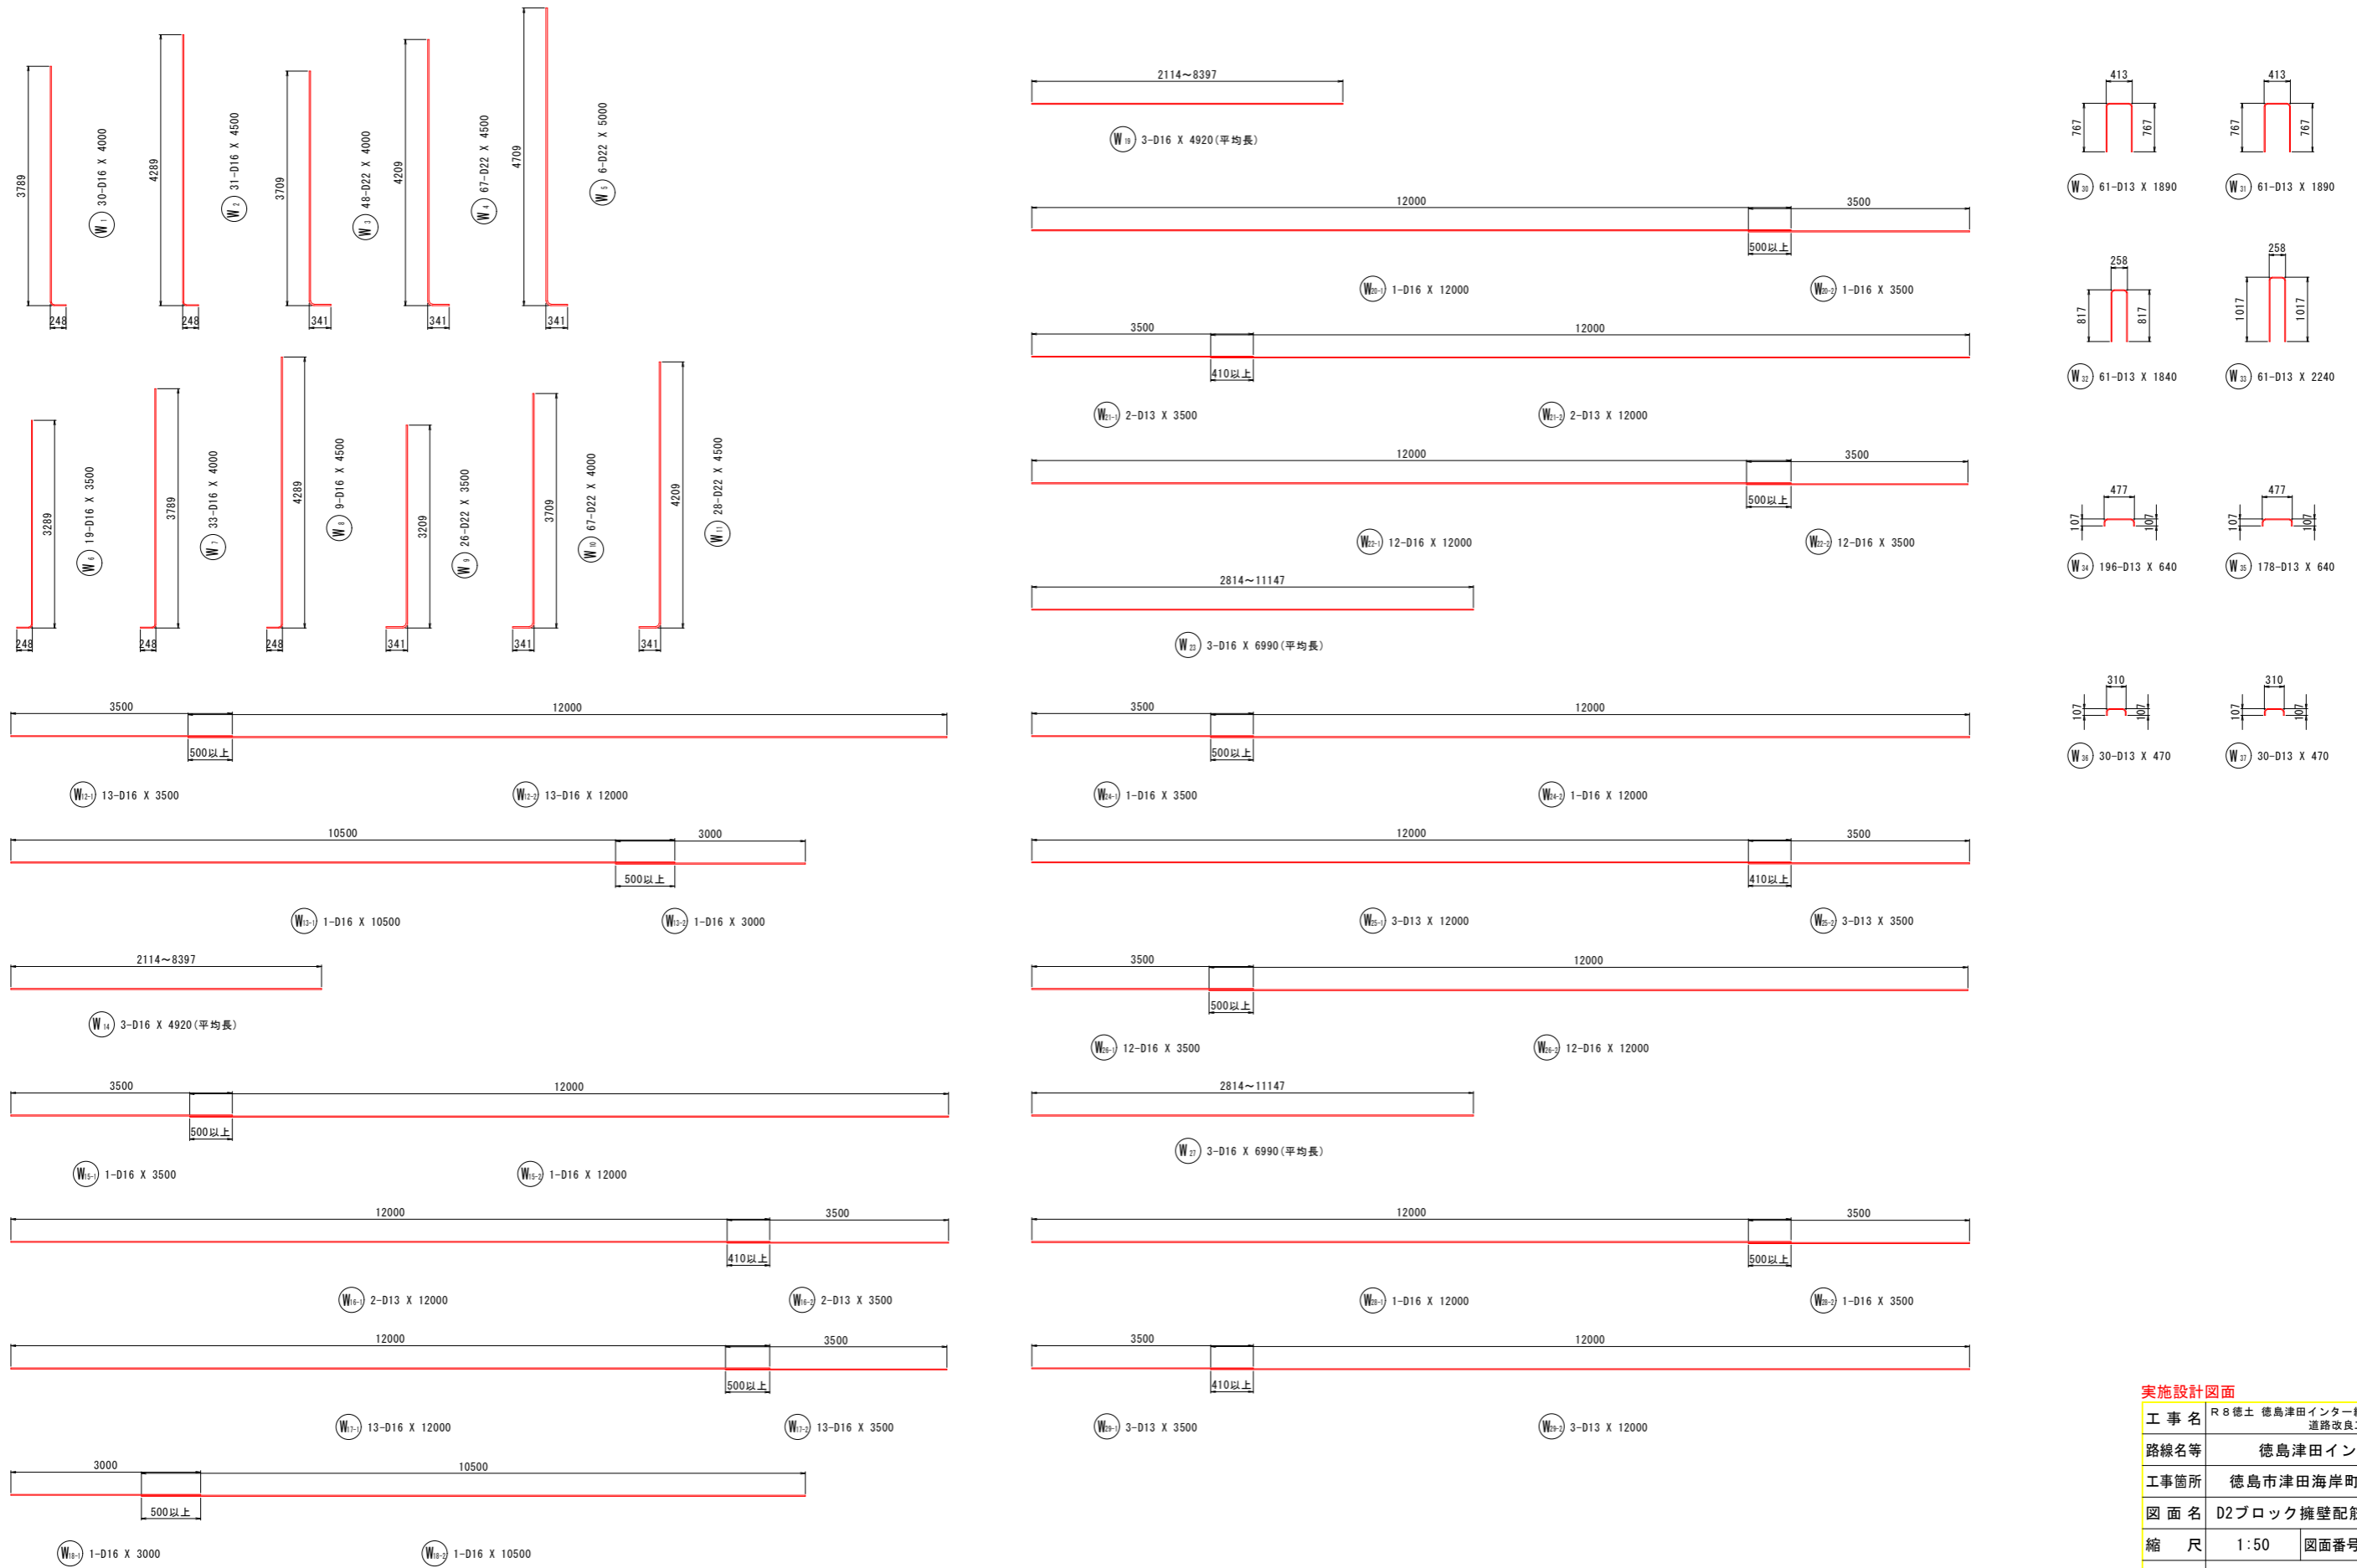 3789
248
W1 30-D16 X 4000
4289
248
W2 31-D16 X 4500
3709
341
W3 48-D22 X 4000
4209
341
W4 67-D22 X 4500
4709
341
W5 6-D22 X 5000
3289
248
W6 19-D16 X 3500
3789
248
W7 33-D16 X 4000
4289
248
W8 9-D16 X 4500
3209
341
W9 26-D22 X 3500
3709
341
W10 67-D22 X 4000
4209
341
W11 28-D22 X 4500
3500 12000
500以上
W12-1 13-D16 X 3500 W12-2 13-D16 X 12000
10500 3000
500以上
W13-1 1-D16 X 10500 W13-2 1-D16 X 3000
2114~8397
W14 3-D16 X 4920(平均長)
3500 12000
500以上
W15-1 1-D16 X 3500 W15-2 1-D16 X 12000
12000 3500
410以上
W16-1 2-D13 X 12000 W16-2 2-D13 X 3500
12000 3500
500以上
W17-1 13-D16 X 12000 W17-2 13-D16 X 3500
3000 10500
500以上
W18-1 1-D16 X 3000 W18-2 1-D16 X 10500
2114~8397
W19 3-D16 X 4920(平均長)
12000 3500
500以上
W20-1 1-D16 X 12000 W20-2 1-D16 X 3500
3500 12000
410以上
W21-1 2-D13 X 3500 W21-2 2-D13 X 12000
12000 3500
500以上
W22-1 12-D16 X 12000 W22-2 12-D16 X 3500
2814~11147
W23 3-D16 X 6990(平均長)
3500 12000
500以上
W24-1 1-D16 X 3500 W24-2 1-D16 X 12000
12000 3500
410以上
W25-1 3-D13 X 12000 W25-2 3-D13 X 3500
3500 12000
500以上
W26-1 12-D16 X 3500 W26-2 12-D16 X 12000
2814~11147
W27 3-D16 X 6990(平均長)
12000 3500
500以上
W28-1 1-D16 X 12000 W28-2 1-D16 X 3500
3500 12000
410以上
W29-1 3-D13 X 3500 W29-2 3-D13 X 12000
413
767 767
W30 61-D13 X 1890
413
767 767
W31 61-D13 X 1890
258
817 817
W32 61-D13 X 1840
258
1017 1017
W33 61-D13 X 2240
477
107 107
W34 196-D13 X 640
477
107 107
W35 178-D13 X 640
310
107 107
W36 30-D13 X 470
310
107 107
W37 30-D13 X 470
実施設計図面
工事名 R8徳土 徳島津田インター
道路改良
路線名等 徳島津田イン
工事箇所 徳島市津田海岸町
図面名 D2ブロック擁壁配筋
縮尺 1:50 図面番号